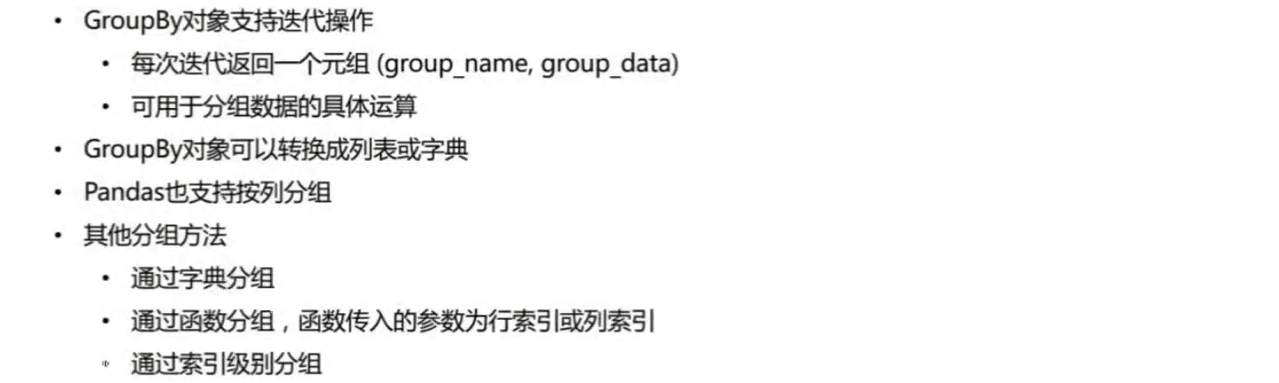 • GroupBy对象支持迭代操作
• 每次迭代返回一个元组 (group_name, group_data)
• 可用于分组数据的具体运算
• GroupBy对象可以转换成列表或字典
• Pandas也支持按列分组
• 其他分组方法
• 通过字典分组
• 通过函数分组，函数传入的参数为行索引或列索引
• 通过索引级别分组